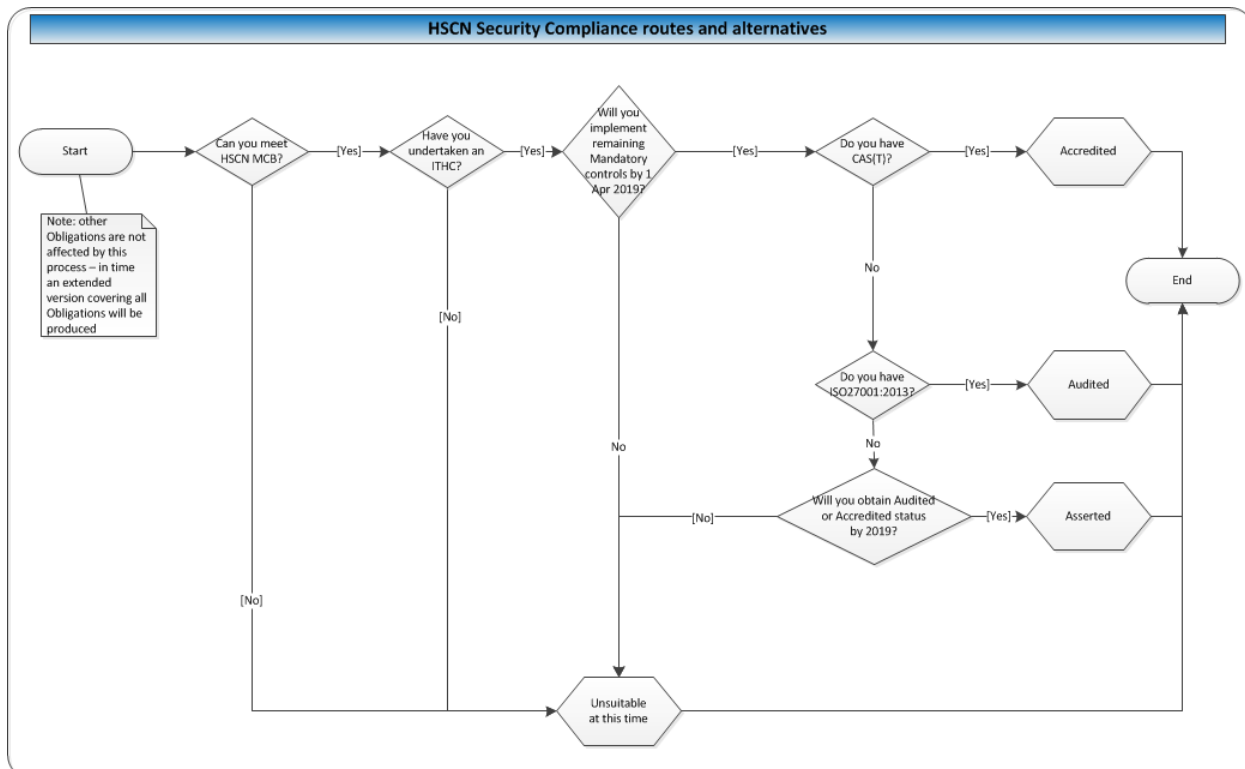 HSCN Security Compliance routes and alternatives
Start
Can you meet
HSCN MCB?
[Yes]
Have you
undertaken an
ITHC?
[Yes]
Will you
implement
remaining
Mandatory
controls by 1
Apr 2019?
[Yes]
Do you have
CAS(T)?
[Yes]
Accredited
Note: other
Obligations are not
affected by this
process – in time
an extended
version covering all
Obligations will be
produced
No
End
[No]
Do you have
ISO27001:2013?
[Yes]
Audited
No
No
Will you obtain Audited
or Accredited status
by 2019?
[No]
[Yes]
Asserted
[No]
Unsuitable
at this time